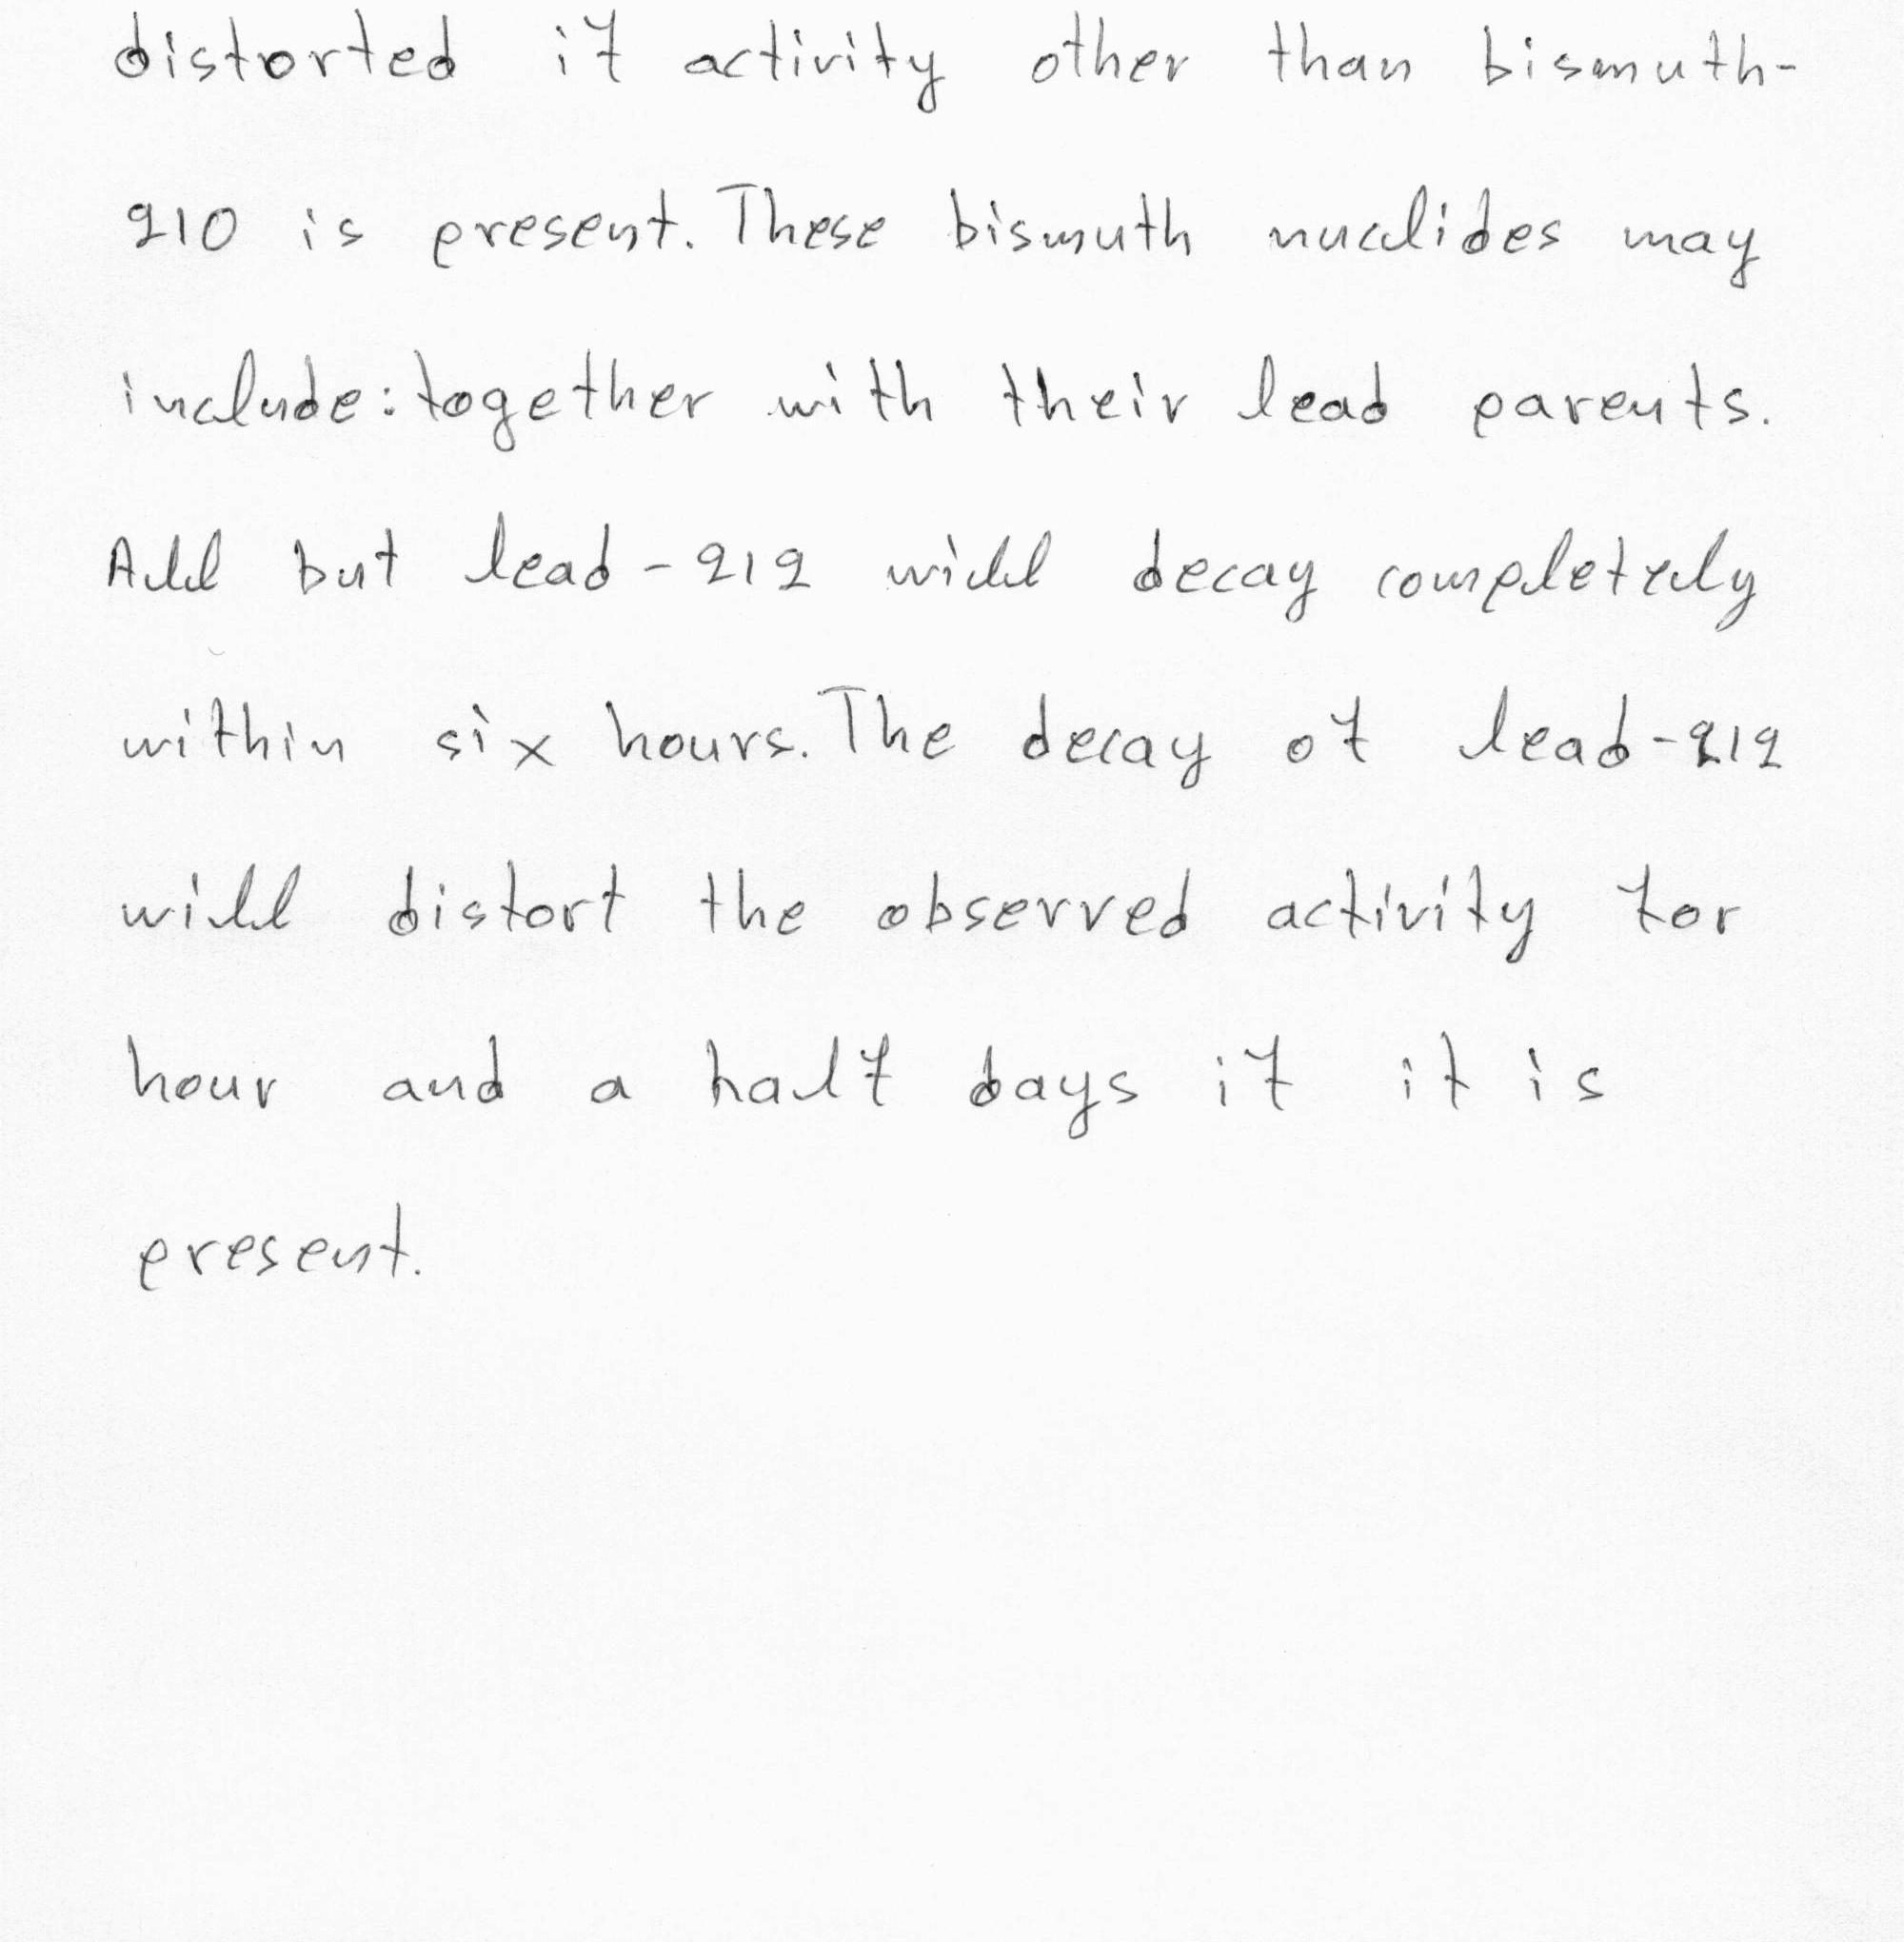 distorted if activity other than bismuth-
210 is present. These bismuth nuclides may
include: together with their lead parents.
All but lead-212 will decay completely
within six hours. The decay of lead-212
will distort the observed activity for
hour and a half days if it is
present.